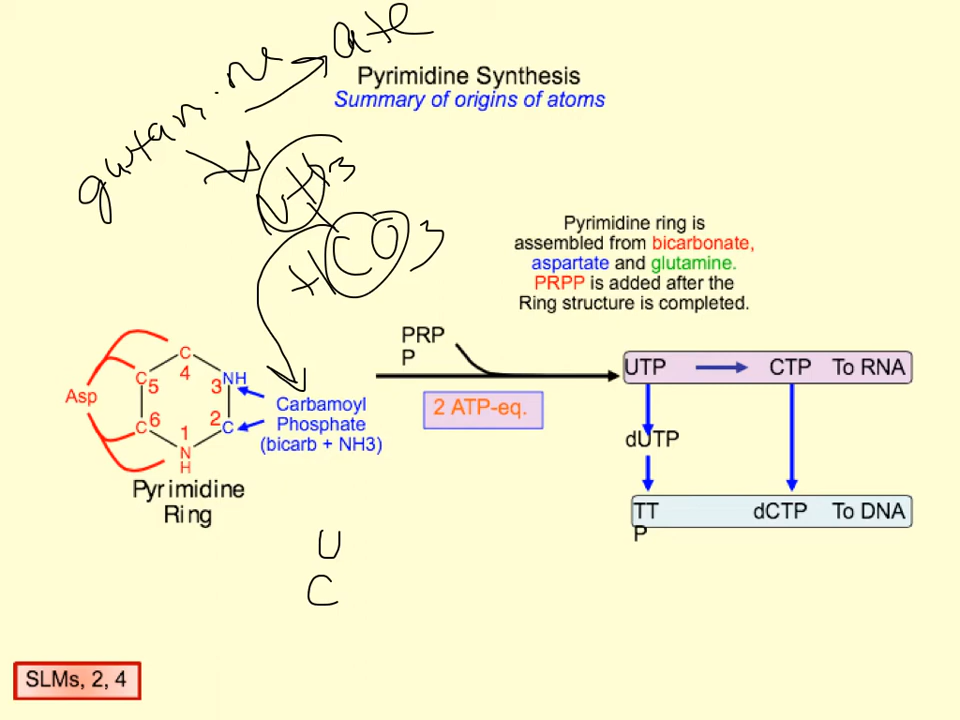 ate
glutamine
Pyrimidine Synthesis
Summary of origins of atoms
NH3
HCO3
Pyrimidine ring is
assembled from bicarbonate,
aspartate and glutamine.
PRPP is added after the
Ring structure is completed.
PRP
P
C
4
C
5
3
NH
Asp
Carbamoyl
Phosphate
(bicarb + NH3)
6
C
1
2
C
N
H
Pyrimidine
Ring
2 ATP-eq.
UTP
CTP
To RNA
dUTP
TT
P
dCTP
To DNA
U
C
SLMs, 2, 4